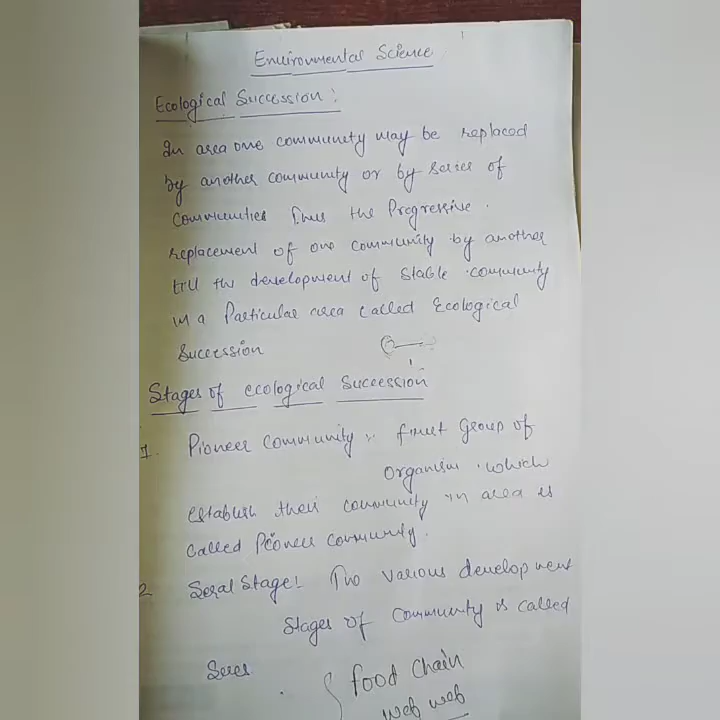 Environmental Science
Ecological Succession:
In area one community may be replaced
by another community or by series of
communities thus the Progressive.
replacement of one community by another
till the development of stable community
in a Particular area called Ecological
Succession
Stages of ecological Succession
1. Pioneer community: first group of
organism which
establish their community in area is
called Pioneer community.
2 Seral Stage: The various development
stages of community is called
Seres
food chain
web web